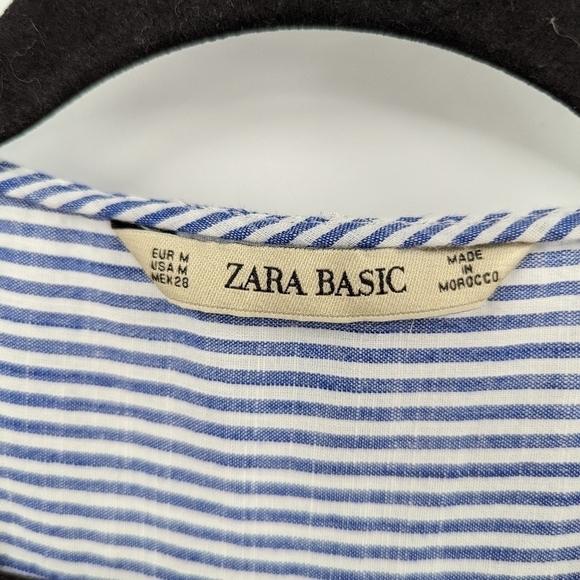 EUR M
USA M
MEX 28
ZARA BASIC
MADE
IN
MOROCCO